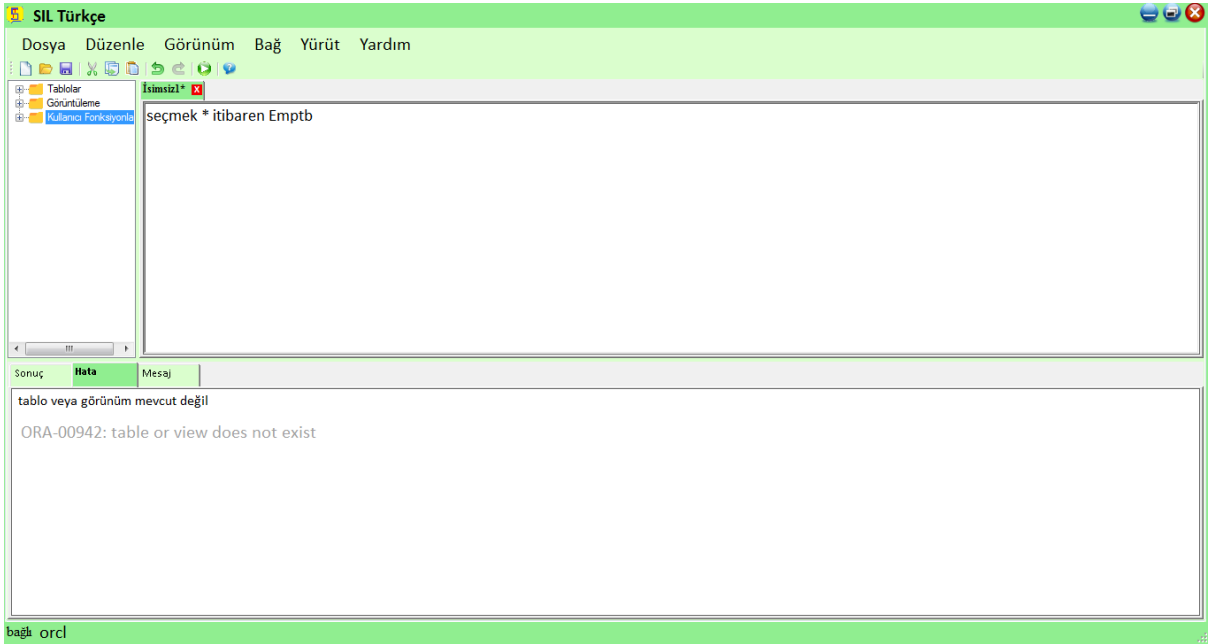 SIL Türkçe
Dosya Düzenle Görünüm Bağ Yürüt Yardım
Tablolar
Görüntüleme
Kullanıcı Fonksiyonla
İsimsiz1*
seçmek * itibaren Emptb
Sonuç Hata Mesaj
tablo veya görünüm mevcut değil
ORA-00942: table or view does not exist
bağlı orcl